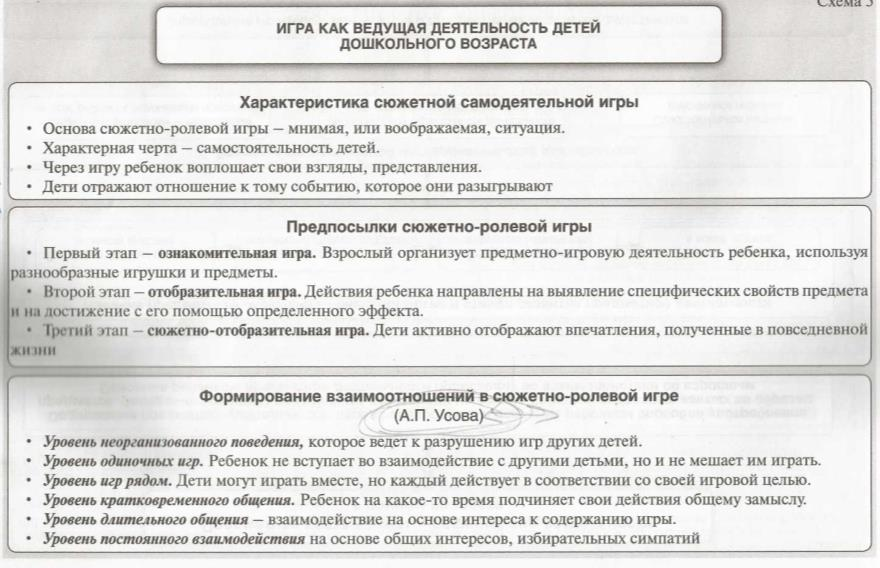 Схема 5
ИГРА КАК ВЕДУЩАЯ ДЕЯТЕЛЬНОСТЬ ДЕТЕЙ
ДОШКОЛЬНОГО ВОЗРАСТА
Характеристика сюжетной самодеятельной игры
• Основа сюжетно-ролевой игры – мнимая, или воображаемая, ситуация.
• Характерная черта – самостоятельность детей.
• Через игру ребенок воплощает свои взгляды, представления.
• Дети отражают отношение к тому событию, которое они разыгрывают
Предпосылки сюжетно-ролевой игры
• Первый этап – ознакомительная игра. Взрослый организует предметно-игровую деятельность ребенка, используя
разнообразные игрушки и предметы.
• Второй этап – отобразительная игра. Действия ребенка направлены на выявление специфических свойств предмета
и на достижение с его помощью определенного эффекта.
• Третий этап – сюжетно-отобразительная игра. Дети активно отображают впечатления, полученные в повседневной
жизни
Формирование взаимоотношений в сюжетно-ролевой игре
(А.П. Усова)
• Уровень неорганизованного поведения, которое ведет к разрушению игр других детей.
• Уровень одиночных игр. Ребенок не вступает во взаимодействие с другими детьми, но и не мешает им играть.
• Уровень игр рядом. Дети могут играть вместе, но каждый действует в соответствии со своей игровой целью.
• Уровень кратковременного общения. Ребенок на какое-то время подчиняет свои действия общему замыслу.
• Уровень длительного общения – взаимодействие на основе интереса к содержанию игры.
• Уровень постоянного взаимодействия на основе общих интересов, избирательных симпатий